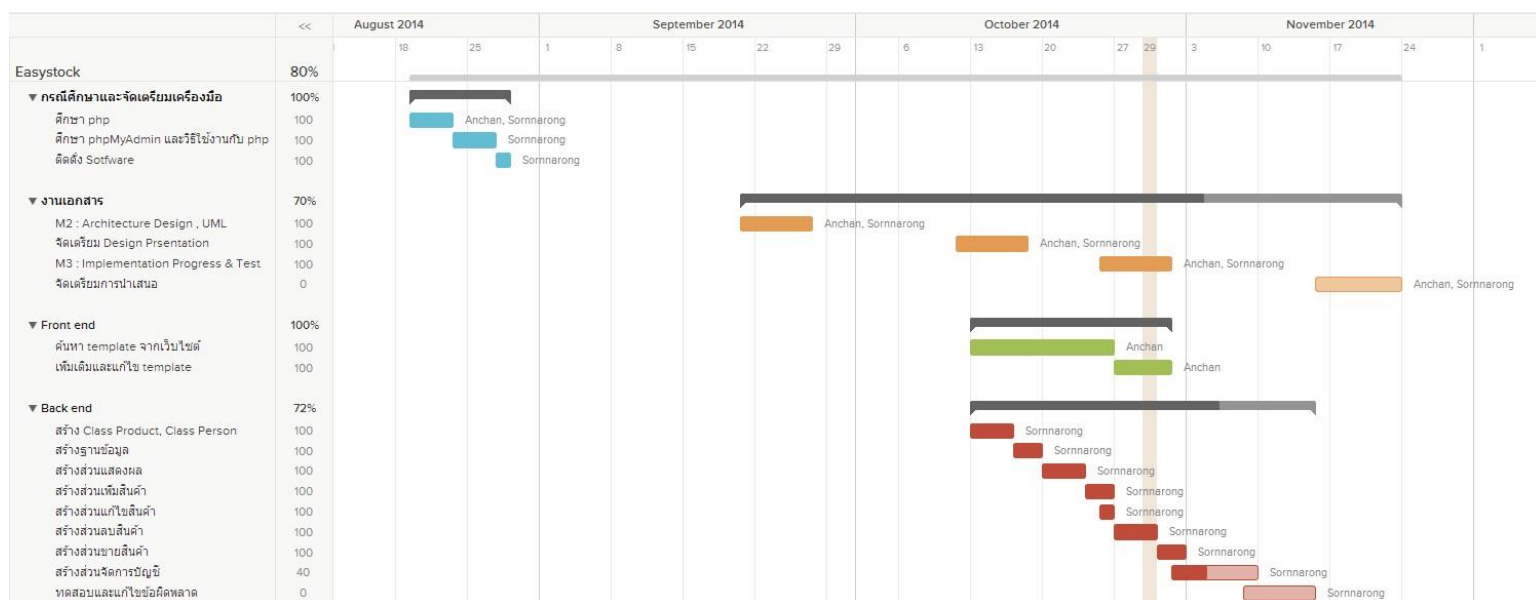 << August 2014 September 2014 October 2014 November 2014
18 25 1 8 15 22 29 6 13 20 27 29 3 10 17 24 1
Easystock 80%
▼ กรณีศึกษาและจัดเตรียมเครื่องมือ 100%
ศึกษา php 100 Anchan, Sornnarong
ศึกษา phpMyAdmin และวิธีใช้งานกับ php 100 Sornnarong
ติดตั้ง Sotfware 100 Sornnarong
▼ งานเอกสาร 70%
M2 : Architecture Design , UML 100 Anchan, Sornnarong
จัดเตรียม Design Prsentation 100 Anchan, Sornnarong
M3 : Implementation Progress & Test 100 Anchan, Sornnarong
จัดเตรียมการนำเสนอ 0 Anchan, Sornnarong
▼ Front end 100%
ค้นหา template จากเว็บไซต์ 100 Anchan
เพิ่มเติมและแก้ไข template 100 Anchan
▼ Back end 72%
สร้าง Class Product, Class Person 100 Sornnarong
สร้างฐานข้อมูล 100 Sornnarong
สร้างส่วนแสดงผล 100 Sornnarong
สร้างส่วนเพิ่มสินค้า 100 Sornnarong
สร้างส่วนแก้ไขสินค้า 100 Sornnarong
สร้างส่วนลบสินค้า 100 Sornnarong
สร้างส่วนขายสินค้า 100 Sornnarong
สร้างส่วนจัดการบัญชี 40 Sornnarong
ทดสอบและแก้ไขข้อผิดพลาด 0 Sornnarong